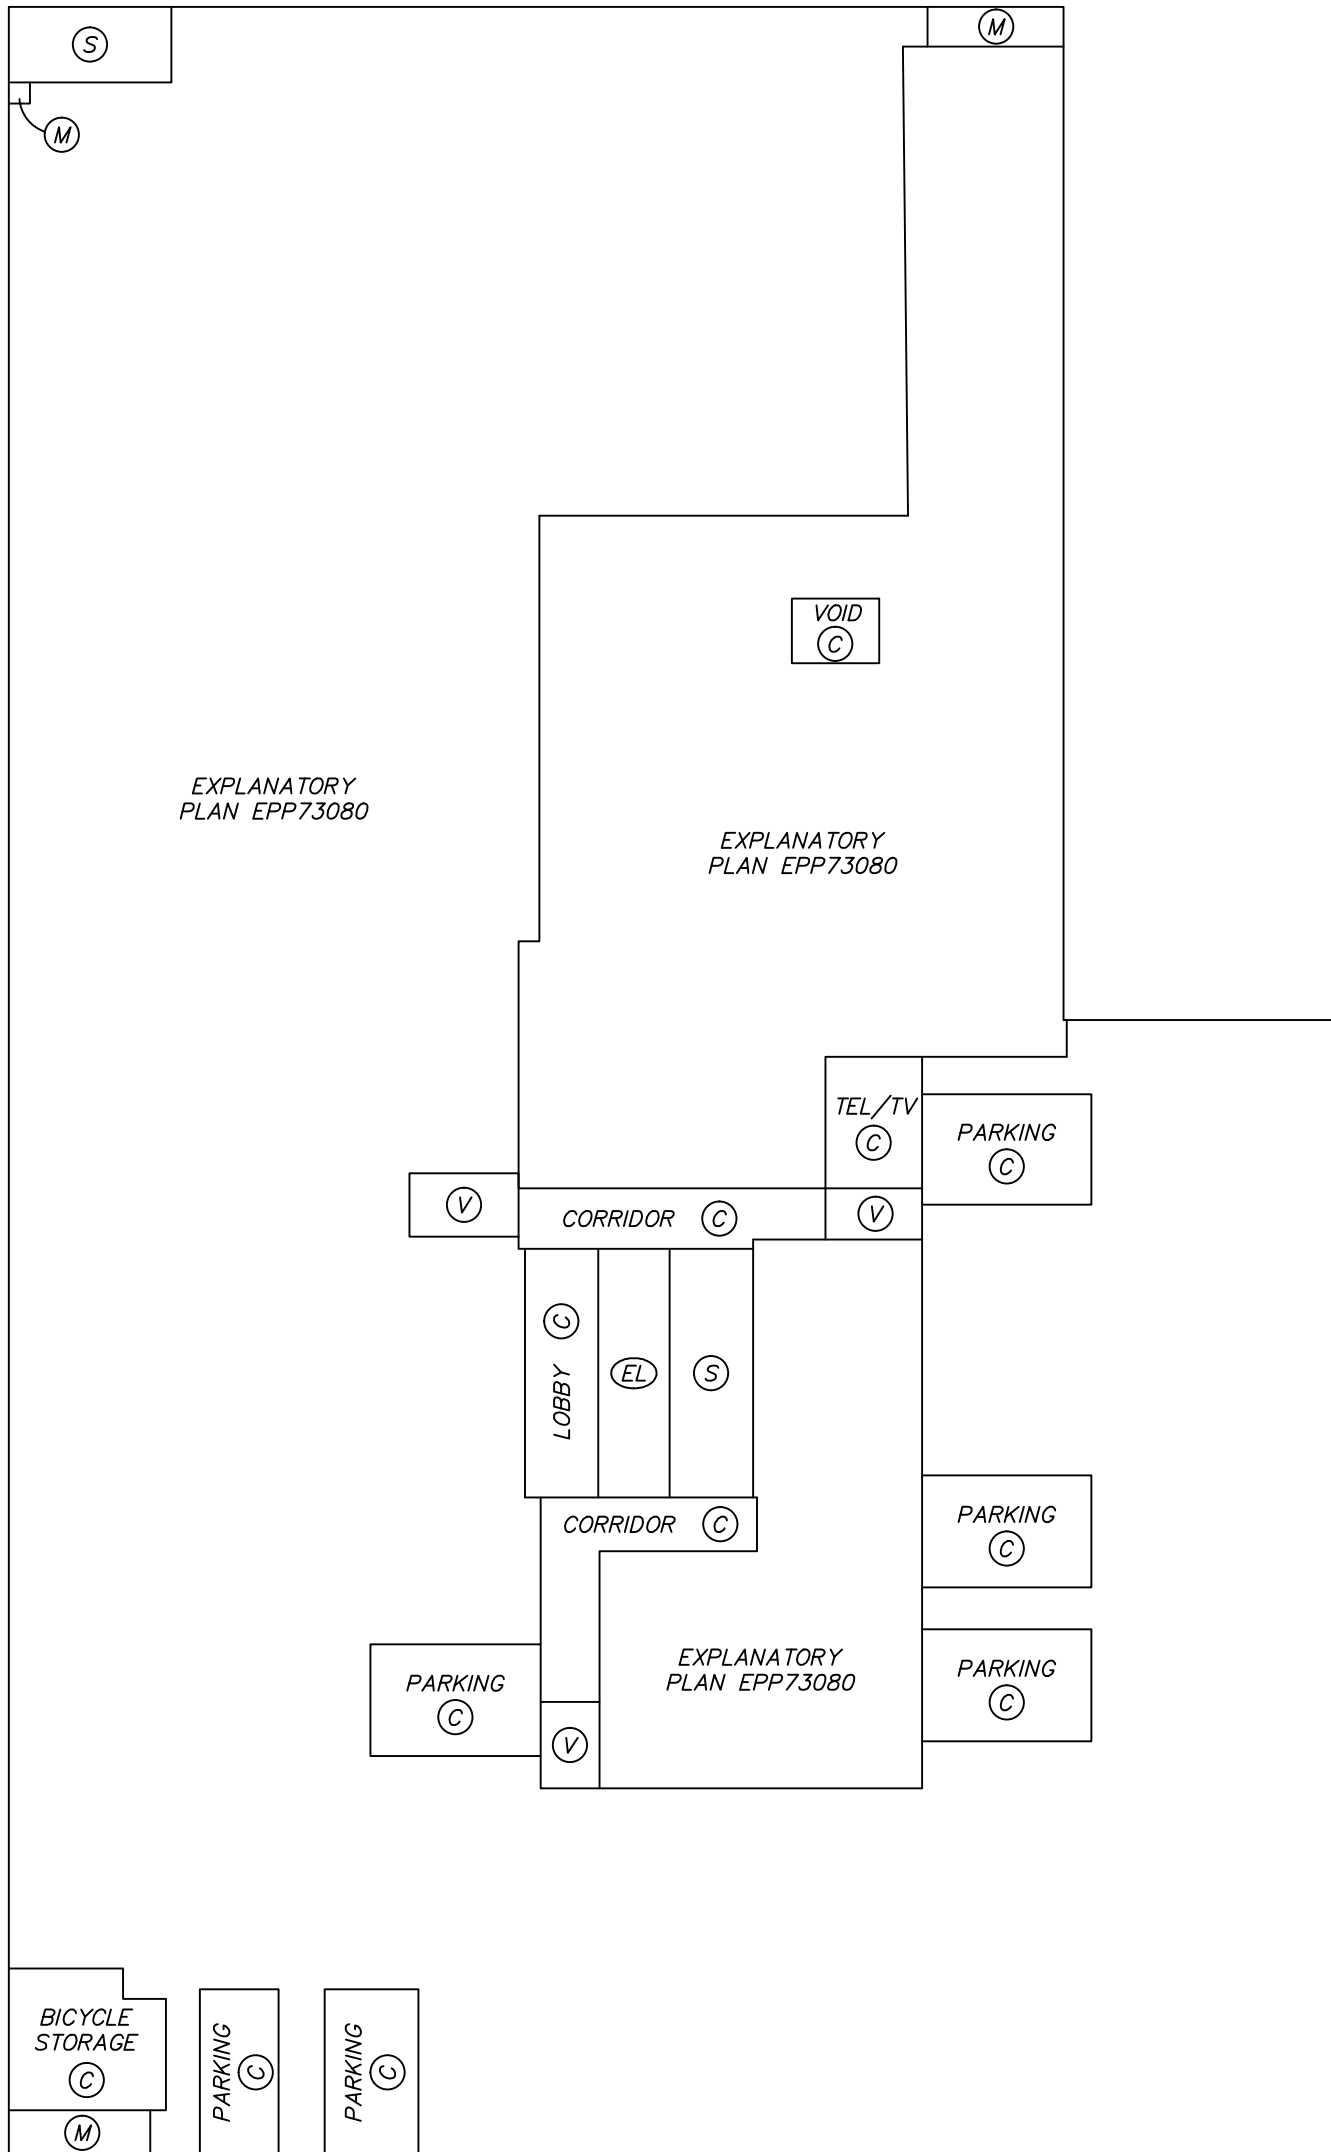 S
M
M
VOID
C
EXPLANATORY
PLAN EPP73080
EXPLANATORY
PLAN EPP73080
TEL/TV
C
PARKING
C
V
CORRIDOR C
V
LOBBY C
EL
S
PARKING
C
CORRIDOR C
EXPLANATORY
PLAN EPP73080
PARKING
C
PARKING
C
V
BICYCLE
STORAGE
C
PARKING
C
PARKING
C
M